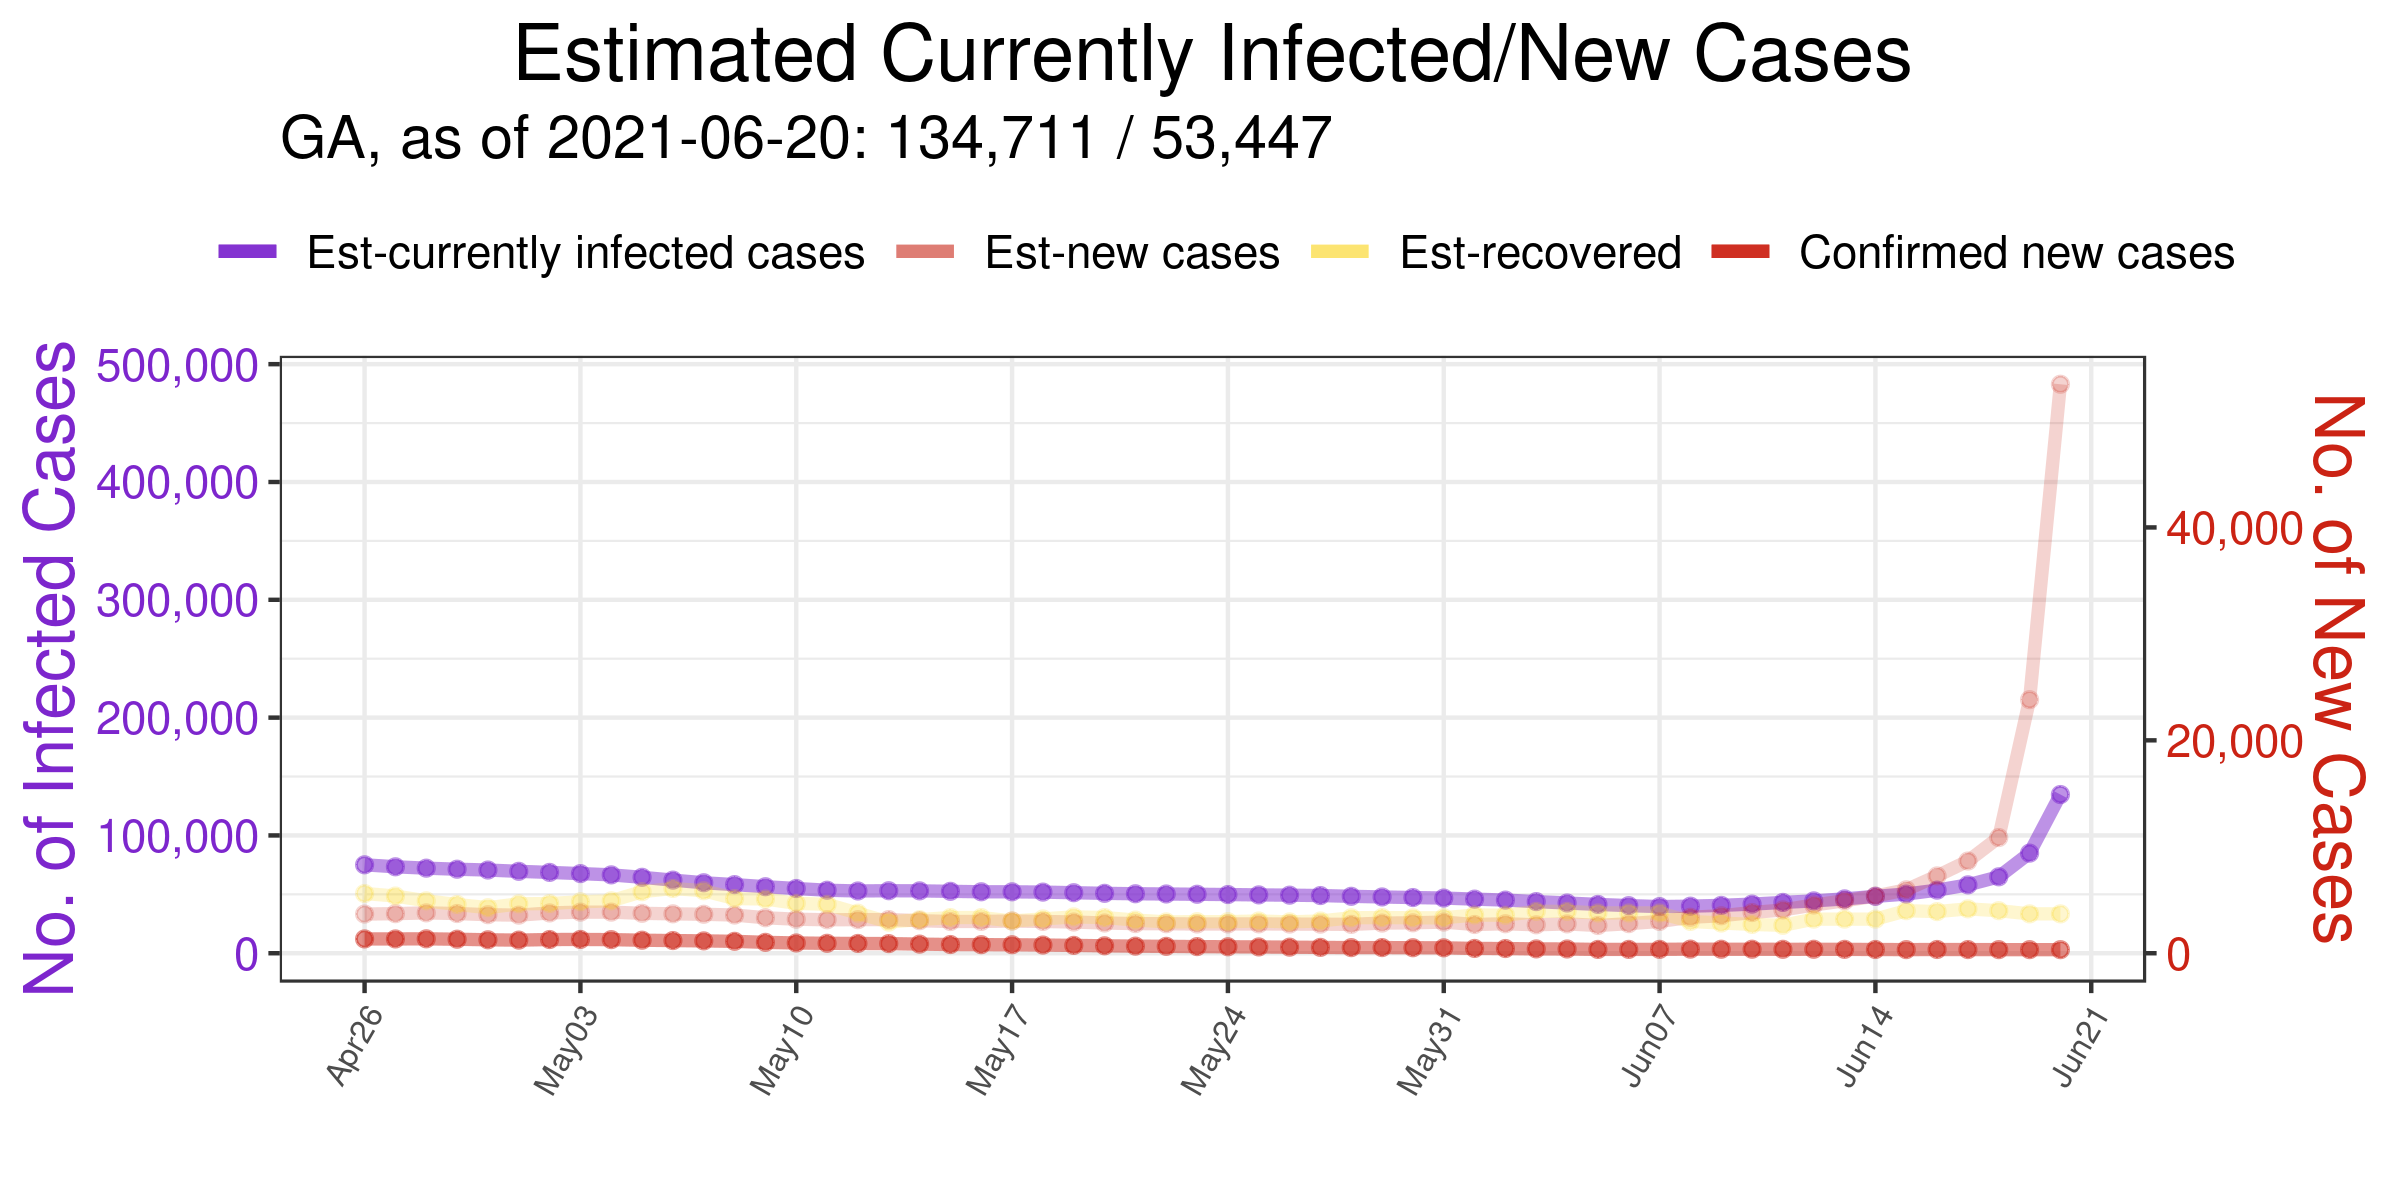 Estimated Currently Infected/New Cases
GA, as of 2021-06-20: 134,711 / 53,447
Est-currently infected cases Est-new cases Est-recovered Confirmed new cases
No. of Infected Cases
500,000
400,000
300,000
200,000
100,000
0
40,000
20,000
0
No. of New Cases
Apr26 May03 May10 May17 May24 May31 Jun07 Jun14 Jun21